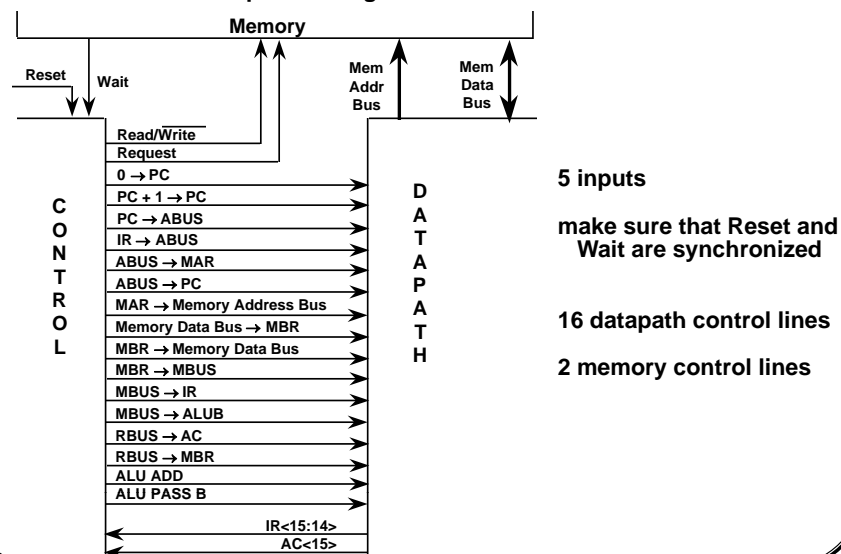 Memory
Reset
Wait
Mem
Addr
Bus
Mem
Data
Bus
Read/Write
Request
0 → PC
PC + 1 → PC
PC → ABUS
IR → ABUS
ABUS → MAR
ABUS → PC
MAR → Memory Address Bus
Memory Data Bus → MBR
MBR → Memory Data Bus
MBR → MBUS
MBUS → IR
MBUS → ALUB
RBUS → AC
RBUS → MBR
ALU ADD
ALU PASS B
IR<15:14>
AC<15>
C
O
N
T
R
O
L
D
A
T
A
P
A
T
H
5 inputs
make sure that Reset and
Wait are synchronized
16 datapath control lines
2 memory control lines